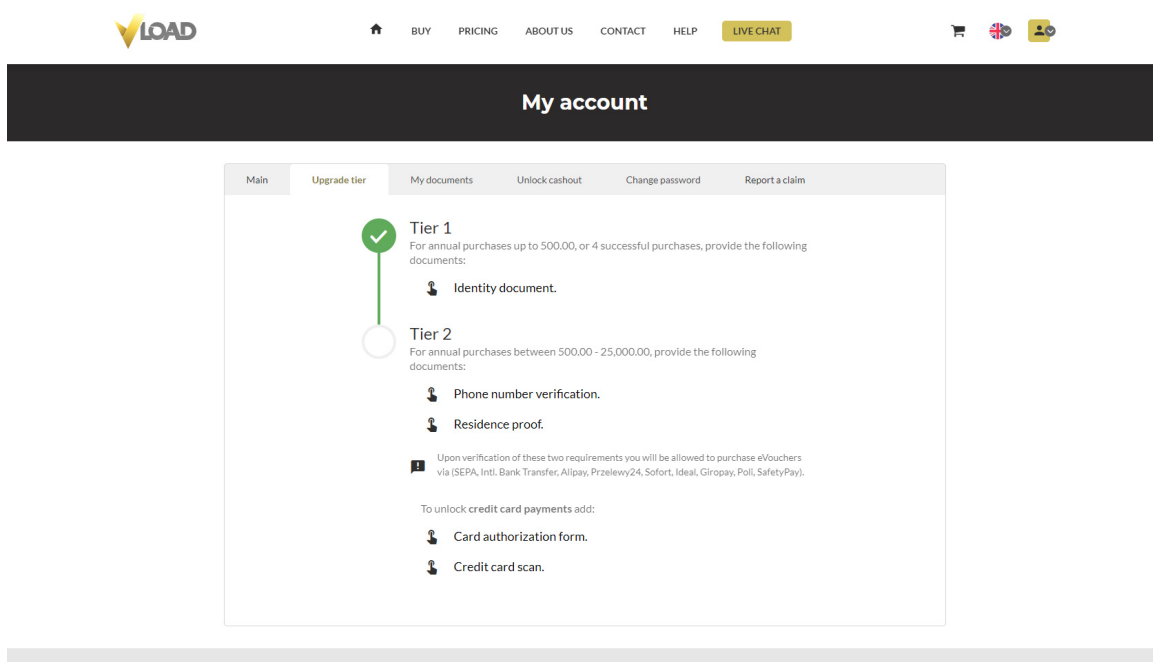 VLOAD
BUY PRICING ABOUT US CONTACT HELP LIVE CHAT
My account
Main Upgrade tier My documents Unlock cashout Change password Report a claim
Tier 1
For annual purchases up to 500.00, or 4 successful purchases, provide the following
documents:
Identity document.
Tier 2
For annual purchases between 500.00 - 25,000.00, provide the following
documents:
Phone number verification.
Residence proof.
Upon verification of these two requirements you will be allowed to purchase eVouchers
via (SEPA, Intl. Bank Transfer, Alipay, Przelewy24, Sofort, Ideal, Giropay, Poli, SafetyPay).
To unlock credit card payments add:
Card authorization form.
Credit card scan.